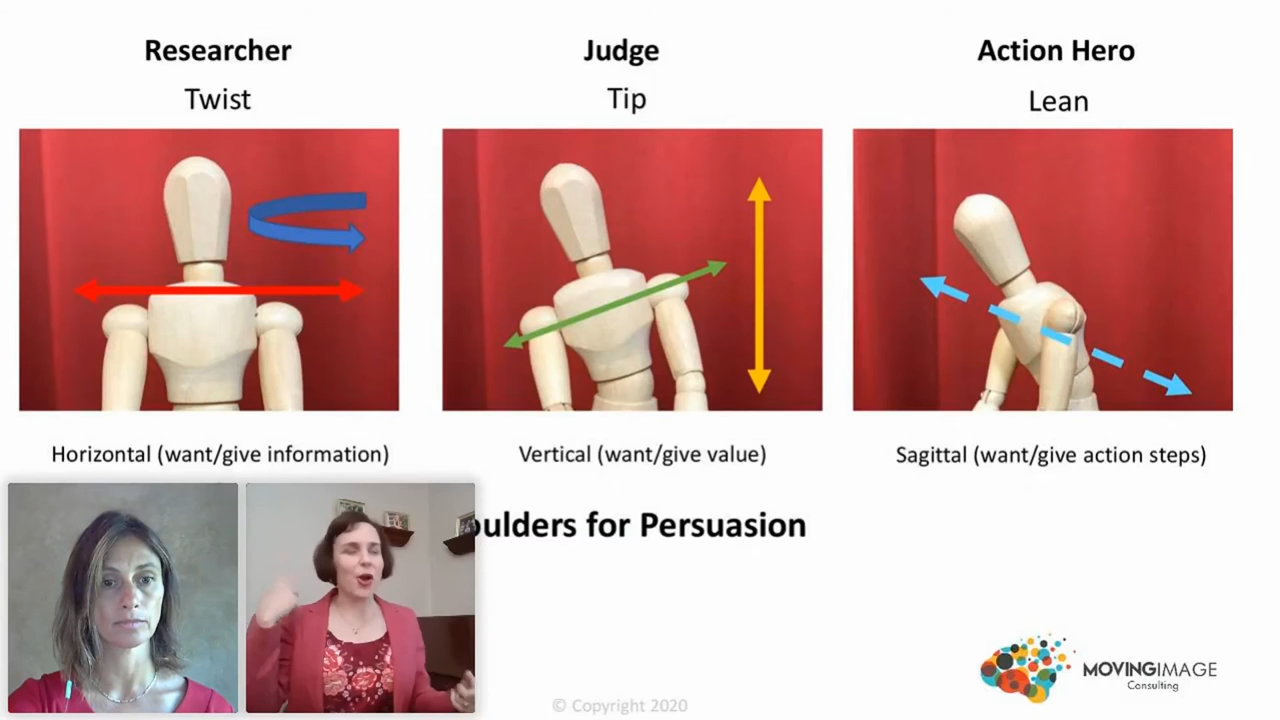 Researcher
Judge
Action Hero
Twist
Tip
Lean
Horizontal (want/give information)
Vertical (want/give value)
Sagittal (want/give action steps)
oulders for Persuasion
MOVINGIMAGE
Consulting
© Copyright 2020